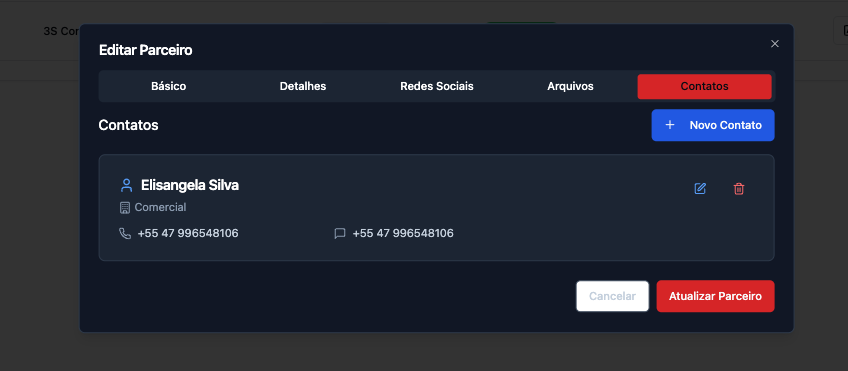 3S Cor
Editar Parceiro
Básico Detalhes Redes Sociais Arquivos Contatos
Contatos
Novo Contato
Elisangela Silva
Comercial
+55 47 996548106 +55 47 996548106
Cancelar Atualizar Parceiro